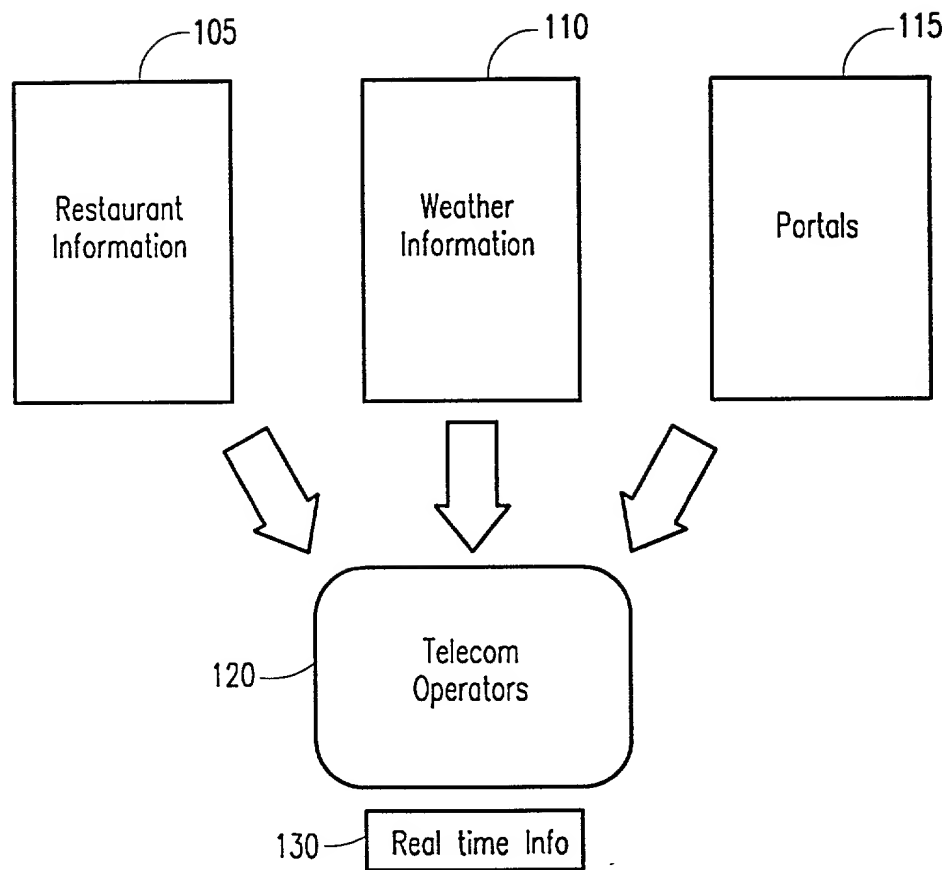 105
110
115
Restaurant
Information
Weather
Information
Portals
120
Telecom
Operators
130
Real time Info